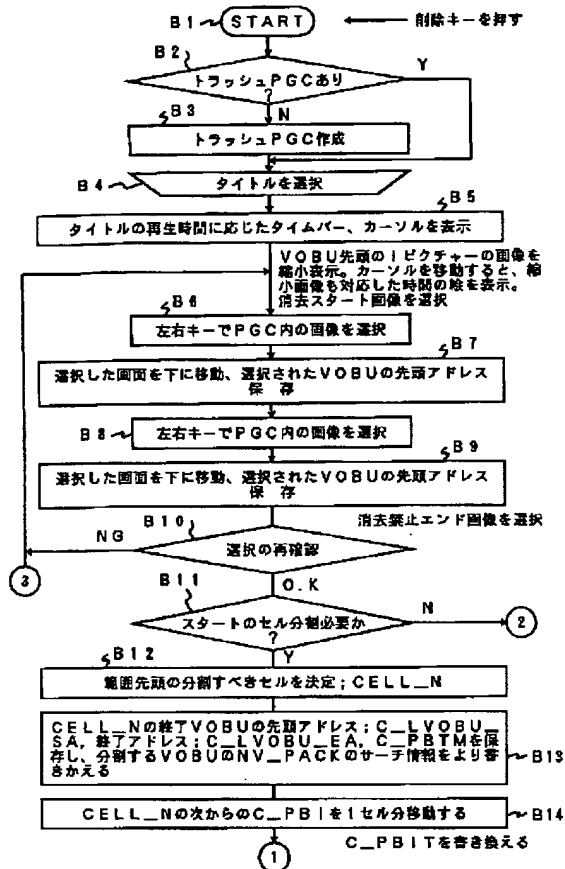 B1
START
削除キーを押す
B2
トラッシュPGCあり
?
Y
N
B3
トラッシュPGC作成
B4
タイトルを選択
B5
タイトルの再生時間に応じたタイムバー、カーソルを表示
VOBU先頭のIピクチャーの画像を
縮小表示。カーソルを移動すると、縮
小画像も対応した時間の絵を表示。
消去スタート画像を選択
B6
左右キーでPGC内の画像を選択
B7
選択した画面を下に移動、選択されたVOBUの先頭アドレス
保存
B8
左右キーでPGC内の画像を選択
B9
選択した画面を下に移動、選択されたVOBUの先頭アドレス
保存
消去禁止エンド画像を選択
B10
NG
選択の再確認
3
O.K
B11
スタートのセル分割必要か
?
N
2
Y
B12
範囲先頭の分割すべきセルを決定;CELL_N
CELL_Nの終了VOBUの先頭アドレス;C_LVOBU_
SA,終了アドレス;C_LVOBU_EA,C_PBTMを保
存し、分割するVOBUのNV_PACKのサーチ情報をより書
きかえる
B13
CELL_Nの次からのC_PBIを1セル分移動する
B14
C_PBITを書き換える
1